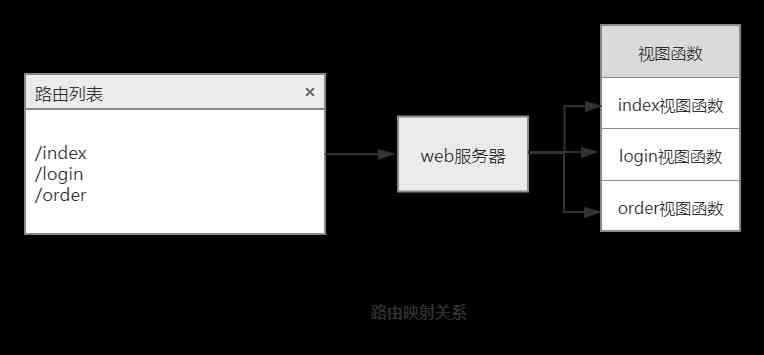 路由列表 ×
/index
/login
/order
web服务器
视图函数
index视图函数
login视图函数
order视图函数
路由映射关系